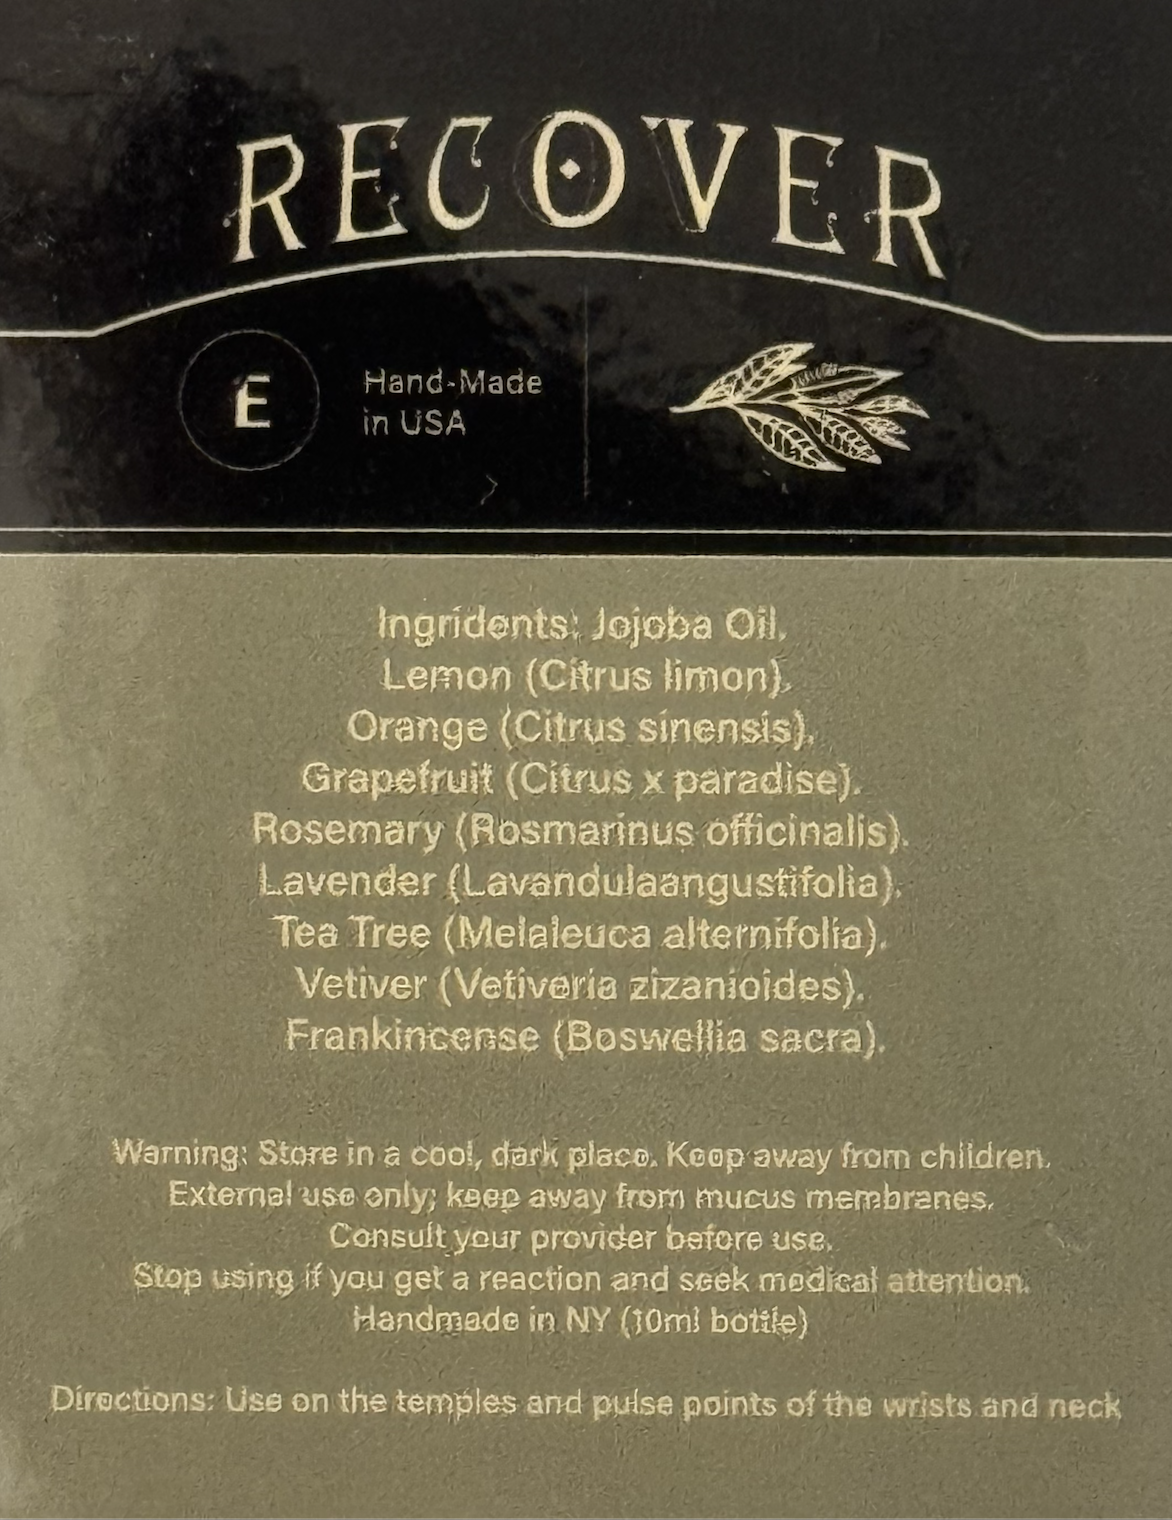 RECOVER
E
Hand-Made
in USA
Ingridents: Jojoba Oil,
Lemon (Citrus limon),
Orange (Citrus sinensis),
Grapefruit (Citrus x paradise),
Rosemary (Rosmarinus officinalis),
Lavender (Lavandulaangustifolia),
Tea Tree (Melaleuca alternifolia),
Vetiver (Vetiveria zizanioides),
Frankincense (Boswellia sacra).
Warning: Store in a cool, dark place. Keep away from children.
External use only; keep away from mucus membranes.
Consult your provider before use.
Stop using if you get a reaction and seek medical attention.
Handmade in NY (10ml bottle)
Directions: Use on the temples and pulse points of the wrists and neck